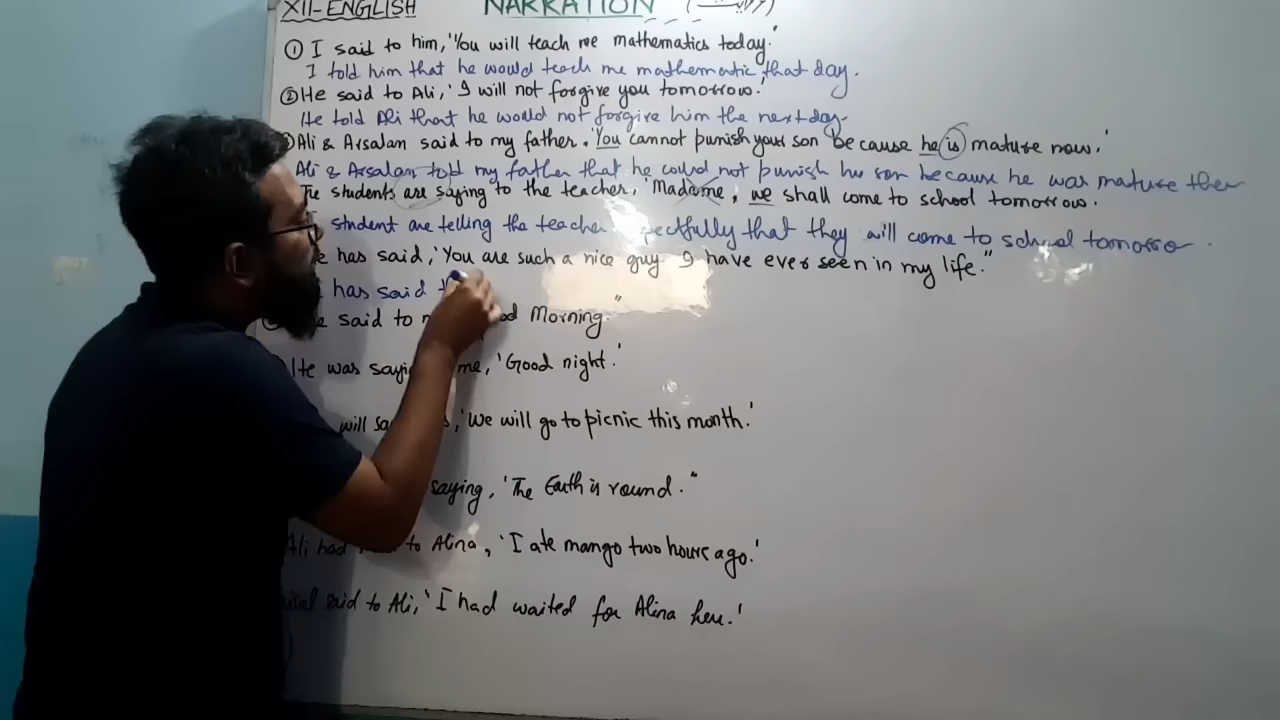 XII-ENGLISH NARRATION
① I said to him, 'You will teach me mathematics today.'
I told him that he would teach me mathematic that day.
② He said to Ali, 'I will not forgive you tomorrow.'
He told Ali that he would not forgive him the next day.
Ali & Arsalan said to my father. 'You cannot punish your son because he is mature now.'
Ali & Arsalan told my father that he could not punish his son because he was mature then
The students are saying to the teacher, 'Madame, we shall come to school tomorrow.
student are telling the teacher that they will come to school tomorro.
has said, 'You are such a nice guy I have ever seen in my life."
has said
said to Morning."
He was me, 'Good night.'
will 'We will go to picnic this month.'
saying, 'The Earth is round."
Ali had to Alina, 'I ate mango two hours ago.'
said to Ali, 'I had waited for Alina here.'